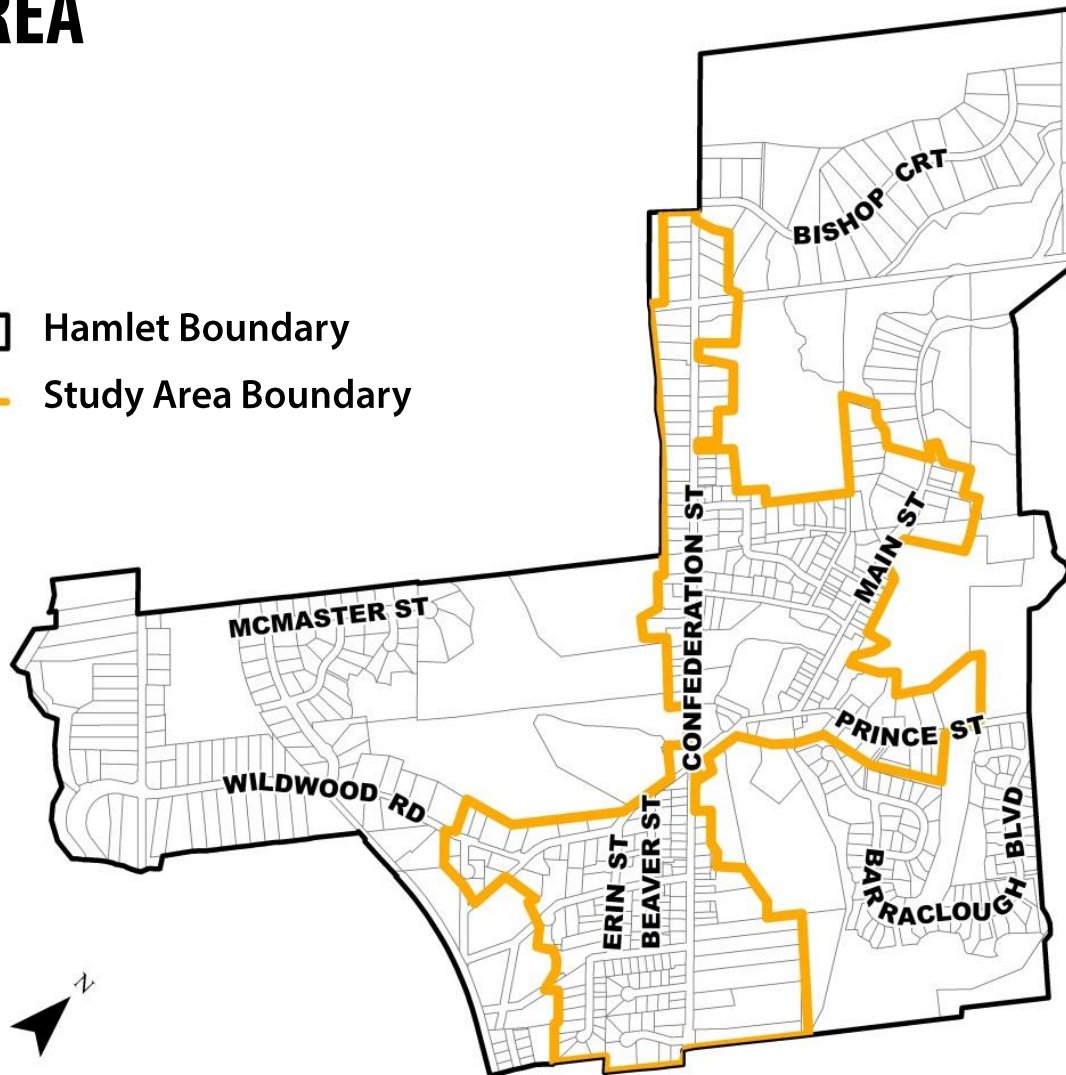 REA
Hamlet Boundary
Study Area Boundary
BISHOP CRT
CONFEDERATION ST
MAIN ST
MCMASTER ST
PRINCE ST
WILDWOOD RD
ERIN ST
BEAVER ST
BARRACLOUGH BLVD
N